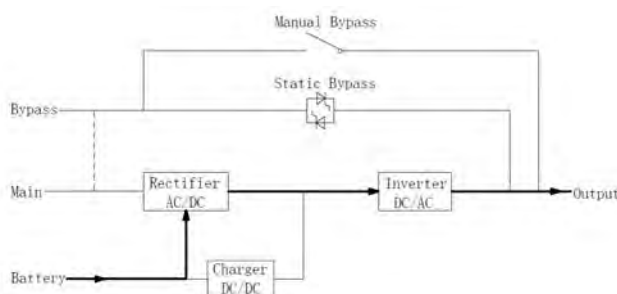 Manual Bypass
Static Bypass
Bypass
Main
Rectifier
AC/DC
Inverter
DC/AC
Output
Battery
Charger
DC/DC